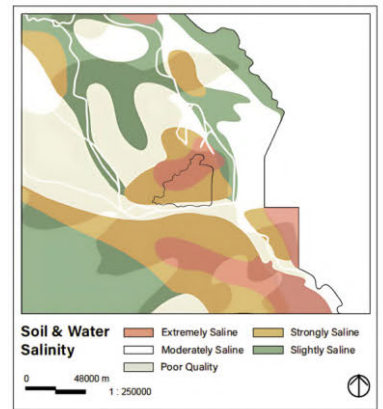 Soil & Water
Salinity
Extremely Saline
Strongly Saline
Moderately Saline
Slightly Saline
Poor Quality
0 48000 m
1 : 250000